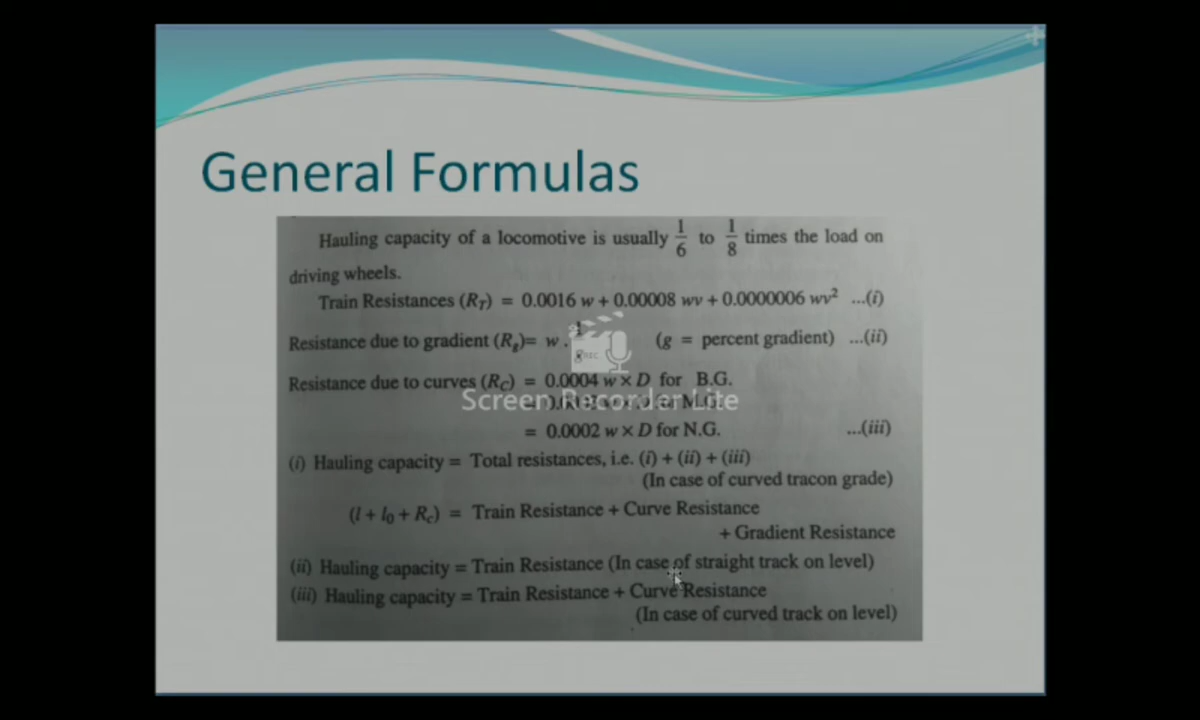 General Formulas
Hauling capacity of a locomotive is usually 1/6 to 1/8 times the load on
driving wheels.
Train Resistances (R_T) = 0.0016 w + 0.00008 wv + 0.0000006 wv² ...(i)
Resistance due to gradient (R_g)= w . 1/g (g = percent gradient) ...(ii)
Resistance due to curves (R_C) = 0.0004 w × D for B.G.
Screen Recorder Lite
= M.G.
= 0.0002 w × D for N.G. ...(iii)
(i) Hauling capacity = Total resistances, i.e. (i) + (ii) + (iii)
(In case of curved tracon grade)
(l + l₀ + R_c) = Train Resistance + Curve Resistance
+ Gradient Resistance
(ii) Hauling capacity = Train Resistance (In case of straight track on level)
(iii) Hauling capacity = Train Resistance + Curve Resistance
(In case of curved track on level)